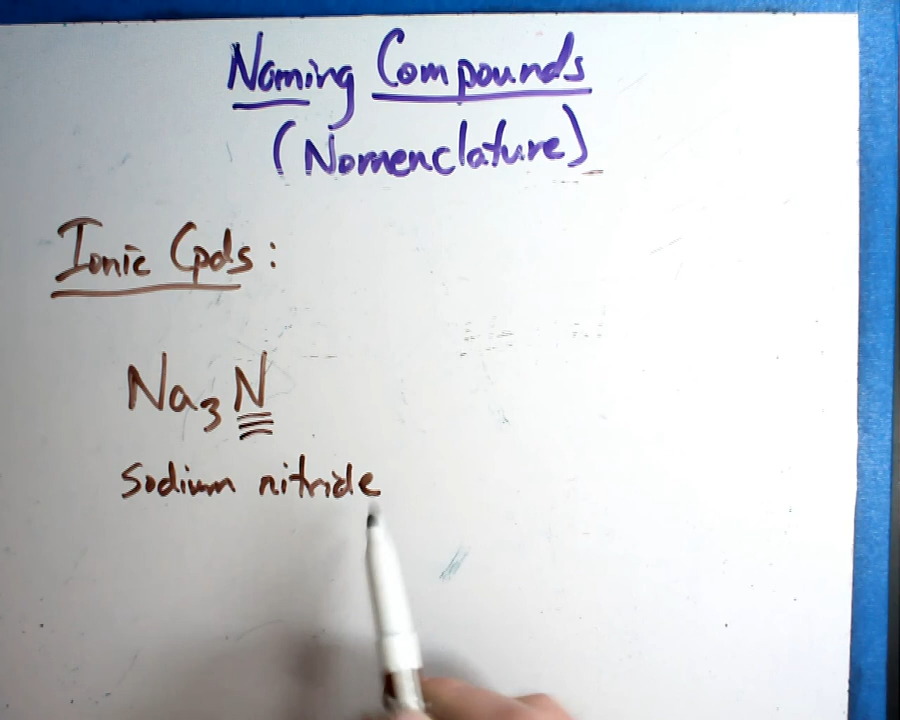 Naming Compounds
(Nomenclature)
Ionic Cpds:
Na₃N
Sodium nitride